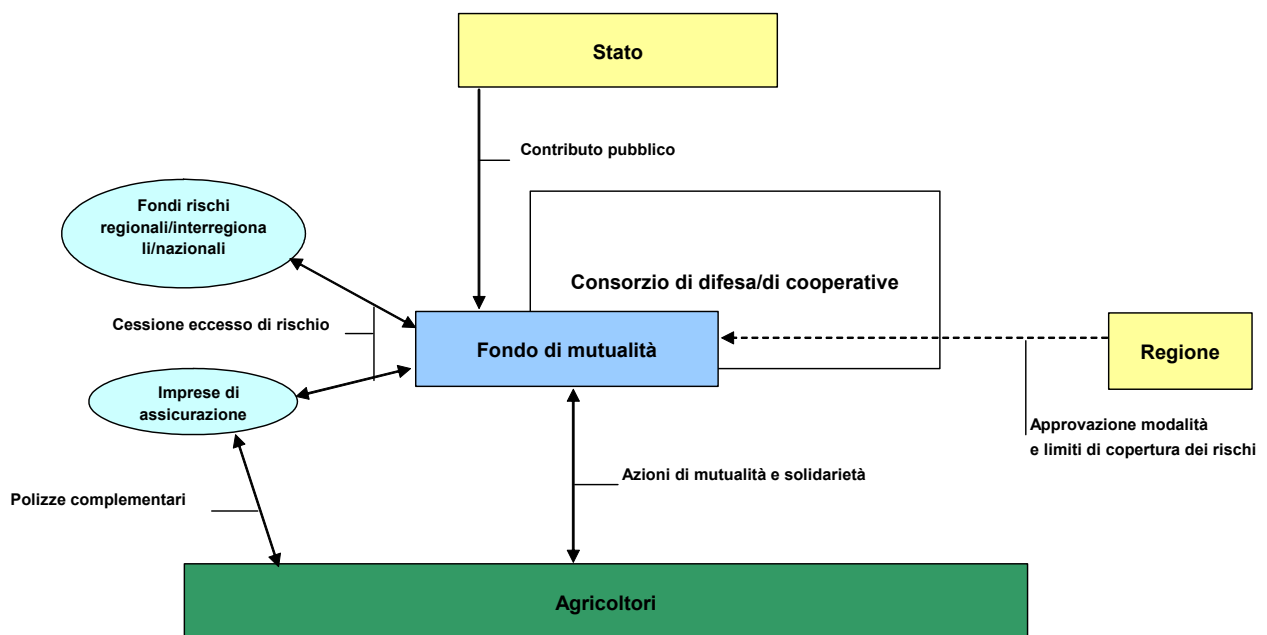 Stato
Contributo pubblico
Fondi rischi
regionali/interregiona
li/nazionali
Consorzio di difesa/di cooperative
Cessione eccesso di rischio
Fondo di mutualità
Regione
Imprese di
assicurazione
Approvazione modalità
e limiti di copertura dei rischi
Azioni di mutualità e solidarietà
Polizze complementari
Agricoltori